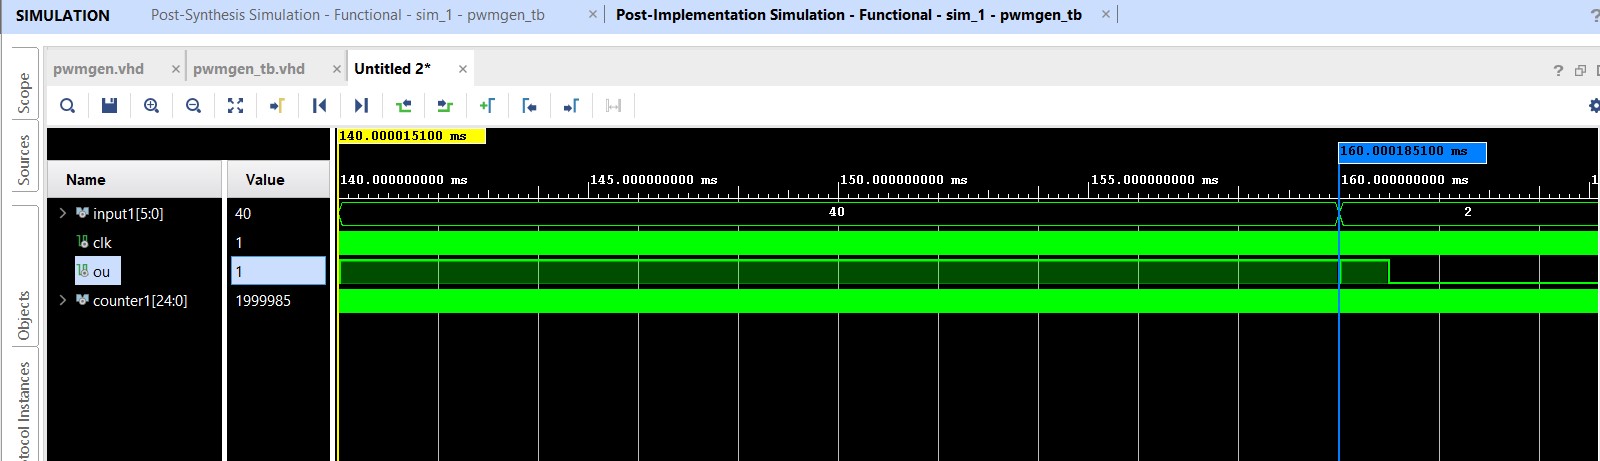 SIMULATION Post-Synthesis Simulation - Functional - sim_1 - pwmgen_tb × Post-Implementation Simulation - Functional - sim_1 - pwmgen_tb × ?
pwmgen.vhd × pwmgen_tb.vhd × Untitled 2* × ?
Scope
Sources
Objects
tocol Instances
140.000015100 ms
160.000185100 ms
Name Value
140.000000000 ms 145.000000000 ms 150.000000000 ms 155.000000000 ms 160.000000000 ms 1
input1[5:0] 40 40 2
clk 1
ou 1
counter1[24:0] 1999985